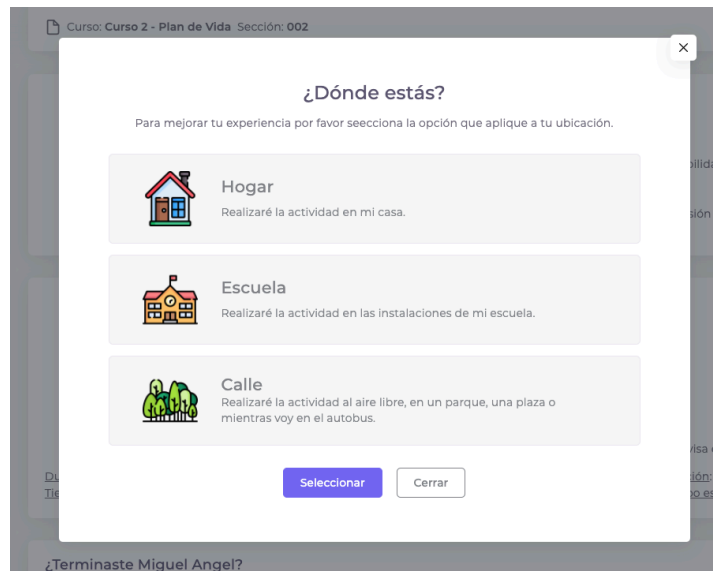 Curso: Curso 2 - Plan de Vida Sección: 002
¿Dónde estás?
Para mejorar tu experiencia por favor seecciona la opción que aplique a tu ubicación.
Hogar
Realizaré la actividad en mi casa.
Escuela
Realizaré la actividad en las instalaciones de mi escuela.
Calle
Realizaré la actividad al aire libre, en un parque, una plaza o
mientras voy en el autobus.
Seleccionar
Cerrar
¿Terminaste Miguel Angel?